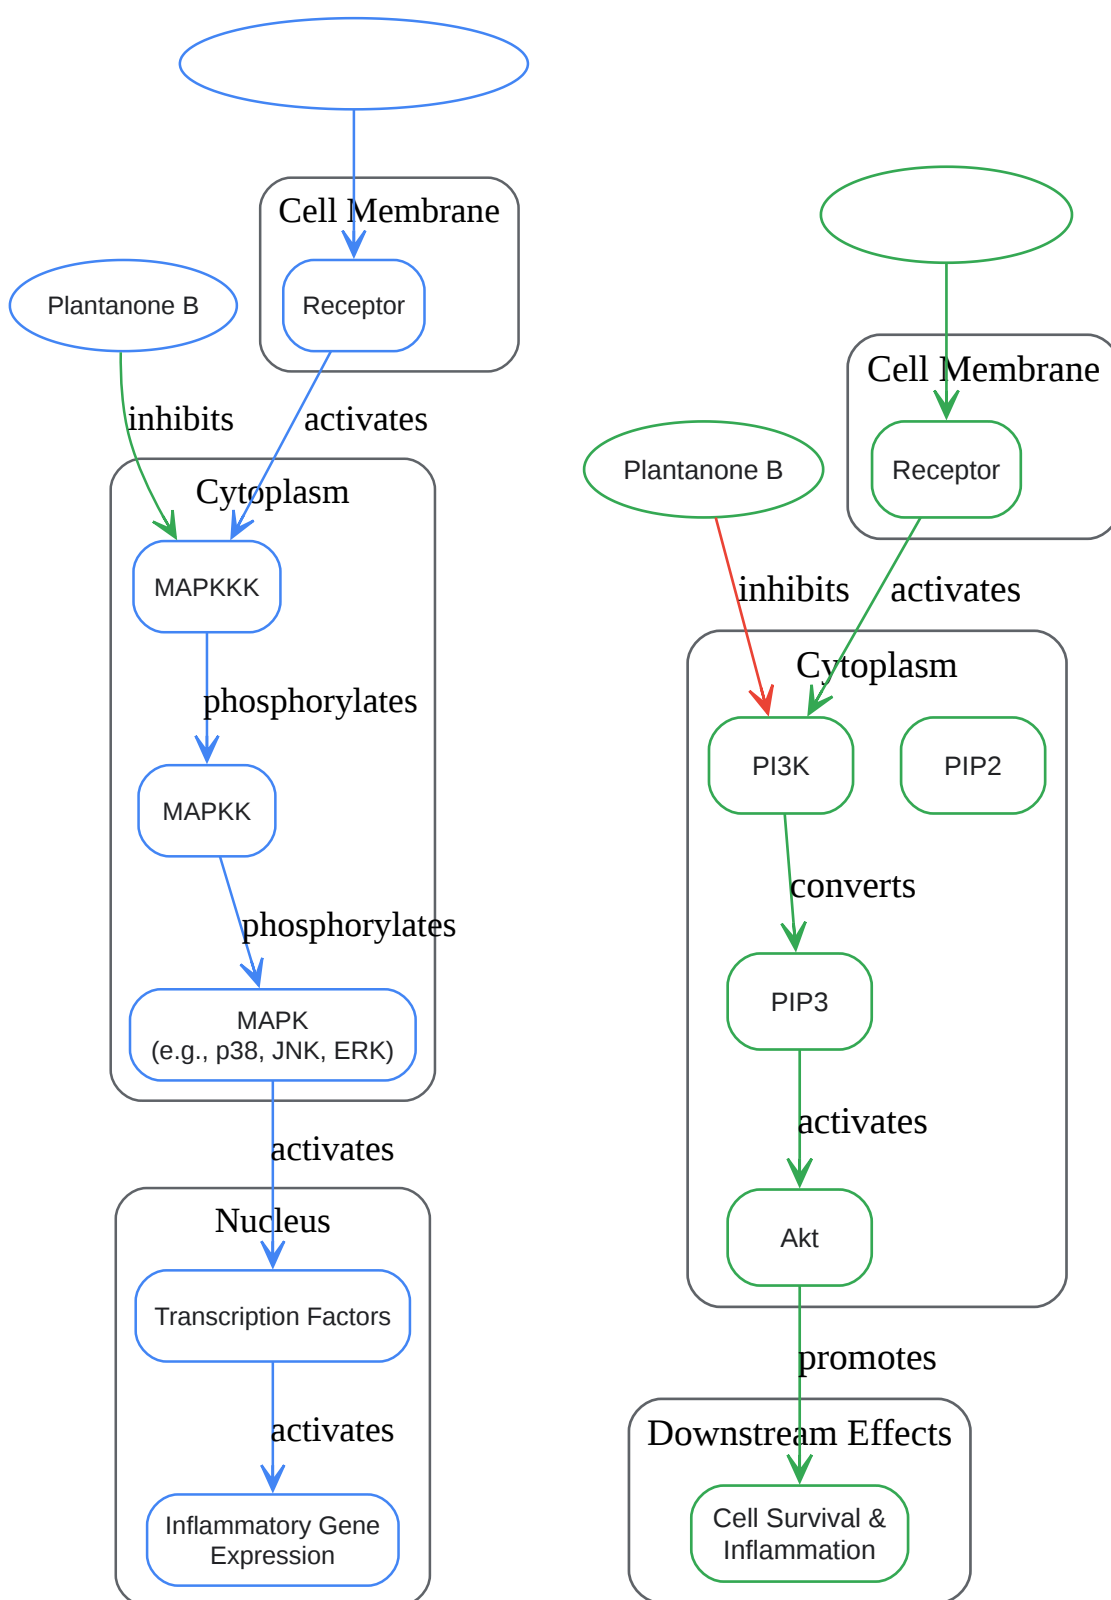 Cell Membrane
Plantanone B
Receptor
inhibits
activates
Cytoplasm
MAPKKK
phosphorylates
MAPKK
phosphorylates
MAPK
(e.g., p38, JNK, ERK)
activates
Nucleus
Transcription Factors
activates
Inflammatory Gene
Expression
Cell Membrane
Plantanone B
Receptor
inhibits
activates
Cytoplasm
PI3K
PIP2
converts
PIP3
activates
Akt
promotes
Downstream Effects
Cell Survival &
Inflammation